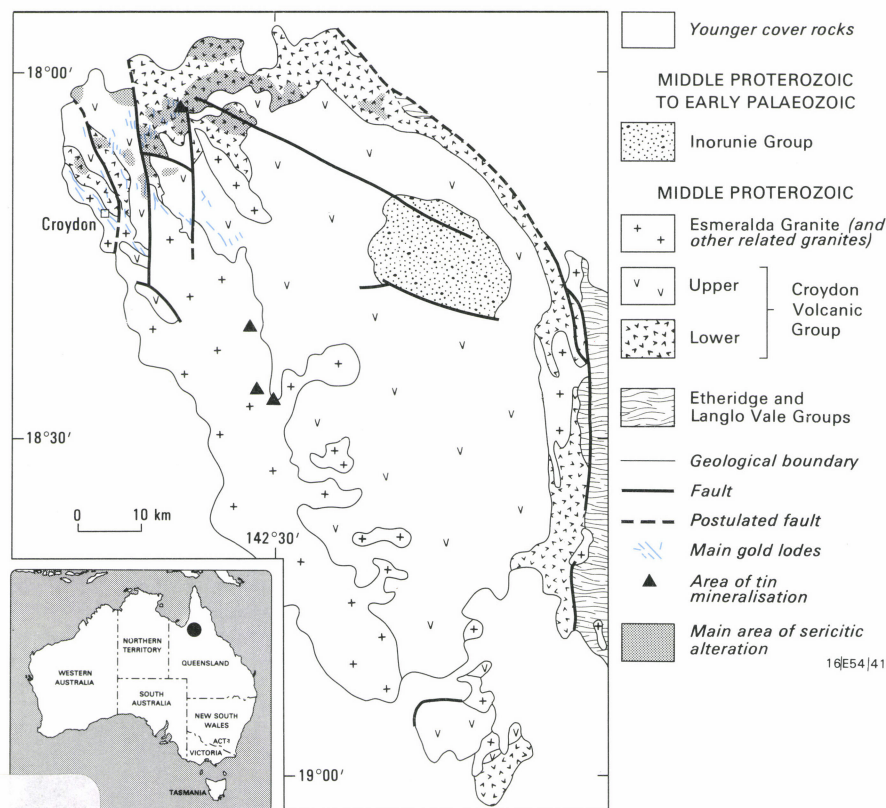 18°00′
Croydon
18°30′
0 10 km
142°30′
19°00′
WESTERN
AUSTRALIA
NORTHERN
TERRITORY
SOUTH
AUSTRALIA
QUEENSLAND
NEW SOUTH
WALES
ACT
VICTORIA
TASMANIA
Younger cover rocks
MIDDLE PROTEROZOIC
TO EARLY PALAEOZOIC
Inorunie Group
MIDDLE PROTEROZOIC
Esmeralda Granite (and
other related granites)
Upper
Lower
Croydon
Volcanic
Group
Etheridge and
Langlo Vale Groups
Geological boundary
Fault
Postulated fault
Main gold lodes
Area of tin
mineralisation
Main area of sericitic
alteration
16|E54|41